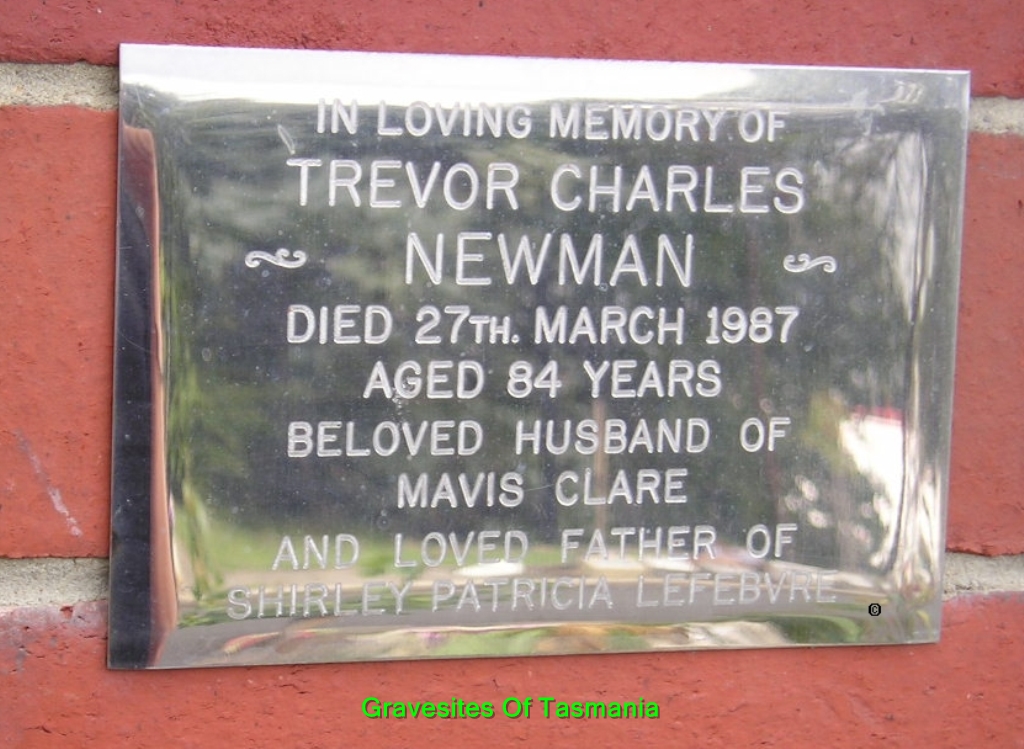 IN LOVING MEMORY OF
TREVOR CHARLES
NEWMAN
DIED 27TH. MARCH 1987
AGED 84 YEARS
BELOVED HUSBAND OF
MAVIS CLARE
AND LOVED FATHER OF
SHIRLEY PATRICIA LEFEBVRE
©
Gravesites Of Tasmania